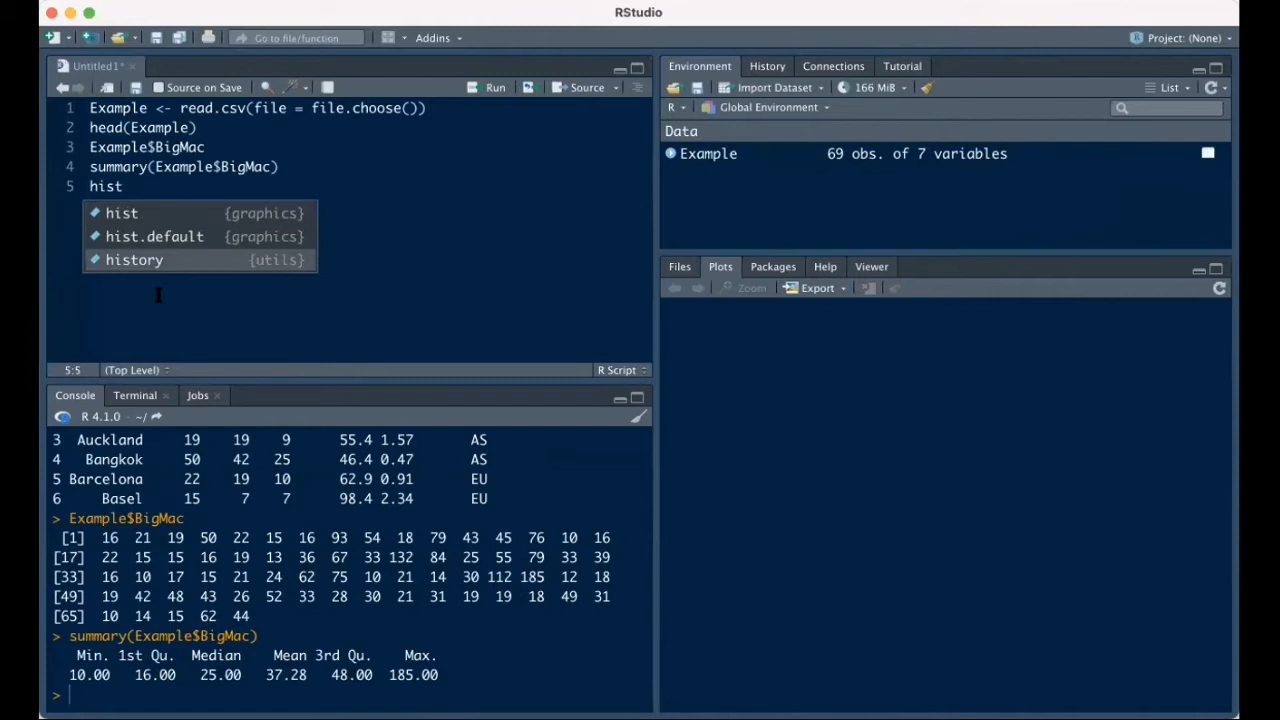 RStudio
Go to file/function Addins Project: (None)
Untitled1*
Source on Save Run Source
1 Example <- read.csv(file = file.choose())
2 head(Example)
3 Example$BigMac
4 summary(Example$BigMac)
5 hist
hist {graphics}
hist.default {graphics}
history {utils}
5:5 (Top Level) R Script
Console Terminal Jobs
R 4.1.0 · ~/
3 Auckland 19 19 9 55.4 1.57 AS
4 Bangkok 50 42 25 46.4 0.47 AS
5 Barcelona 22 19 10 62.9 0.91 EU
6 Basel 15 7 7 98.4 2.34 EU
> Example$BigMac
[1] 16 21 19 50 22 15 16 93 54 18 79 43 45 76 10 16
[17] 22 15 15 16 19 13 36 67 33 132 84 25 55 79 33 39
[33] 16 10 17 15 21 24 62 75 10 21 14 30 112 185 12 18
[49] 19 42 48 43 26 52 33 28 30 21 31 19 19 18 49 31
[65] 10 14 15 62 44
> summary(Example$BigMac)
Min. 1st Qu. Median Mean 3rd Qu. Max.
10.00 16.00 25.00 37.28 48.00 185.00
>
Environment History Connections Tutorial
Import Dataset 166 MiB List
R Global Environment
Data
Example 69 obs. of 7 variables
Files Plots Packages Help Viewer
Zoom Export